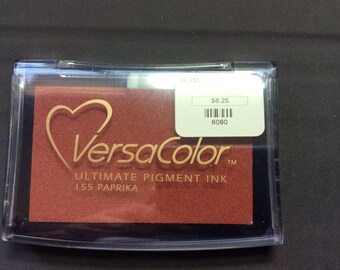 $6.25
6080
VersaColor™
ULTIMATE PIGMENT INK
155 PAPRIKA